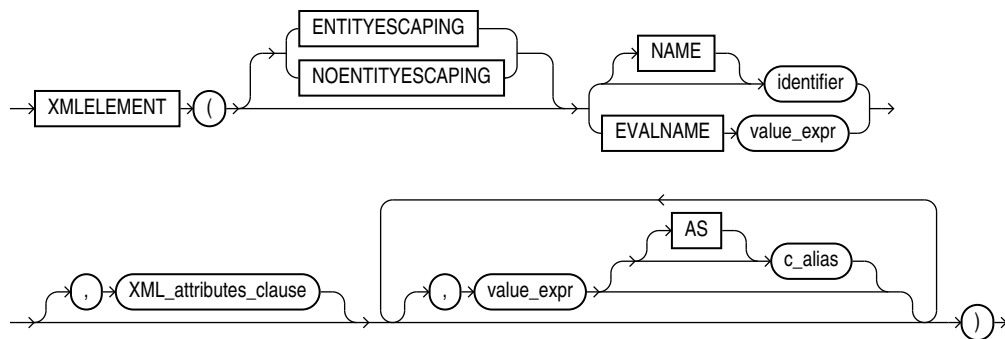 ENTITYESCAPING
NOENTITYESCAPING
NAME
identifier
XMLELEMENT (
EVALNAME value_expr
AS
c_alias
, XML_attributes_clause , value_expr
)